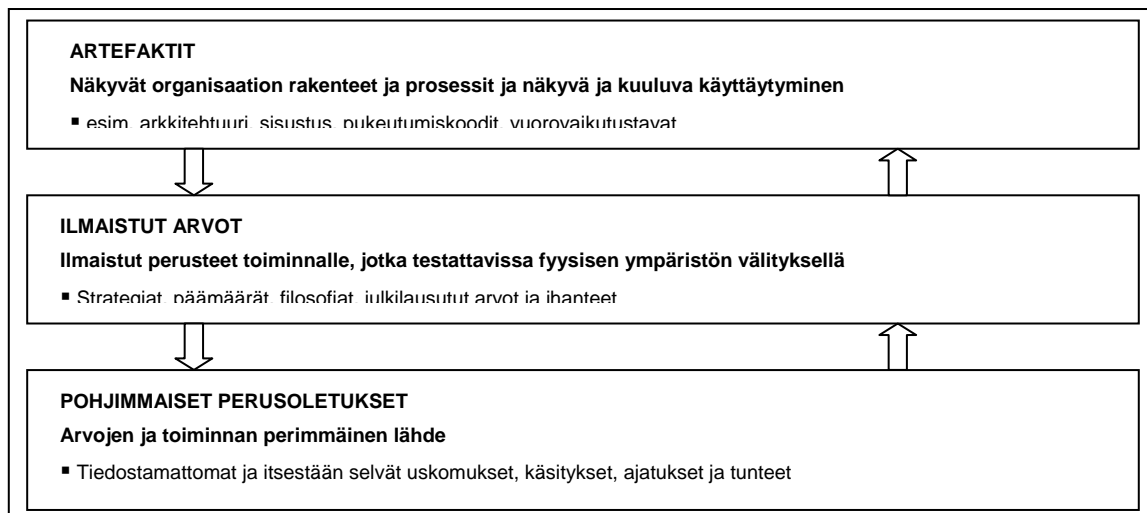 ARTEFAKTIT
Näkyvät organisaation rakenteet ja prosessit ja näkyvä ja kuuluva käyttäytyminen
▪ esim. arkkitehtuuri, sisustus, pukeutumiskoodit, vuorovaikutustavat
ILMAISTUT ARVOT
Ilmaistut perusteet toiminnalle, jotka testattavissa fyysisen ympäristön välityksellä
▪ Strategiat, päämäärät, filosofiat, julkilausutut arvot ja ihanteet
POHJIMMAISET PERUSOLETUKSET
Arvojen ja toiminnan perimmäinen lähde
▪ Tiedostamattomat ja itsestään selvät uskomukset, käsitykset, ajatukset ja tunteet